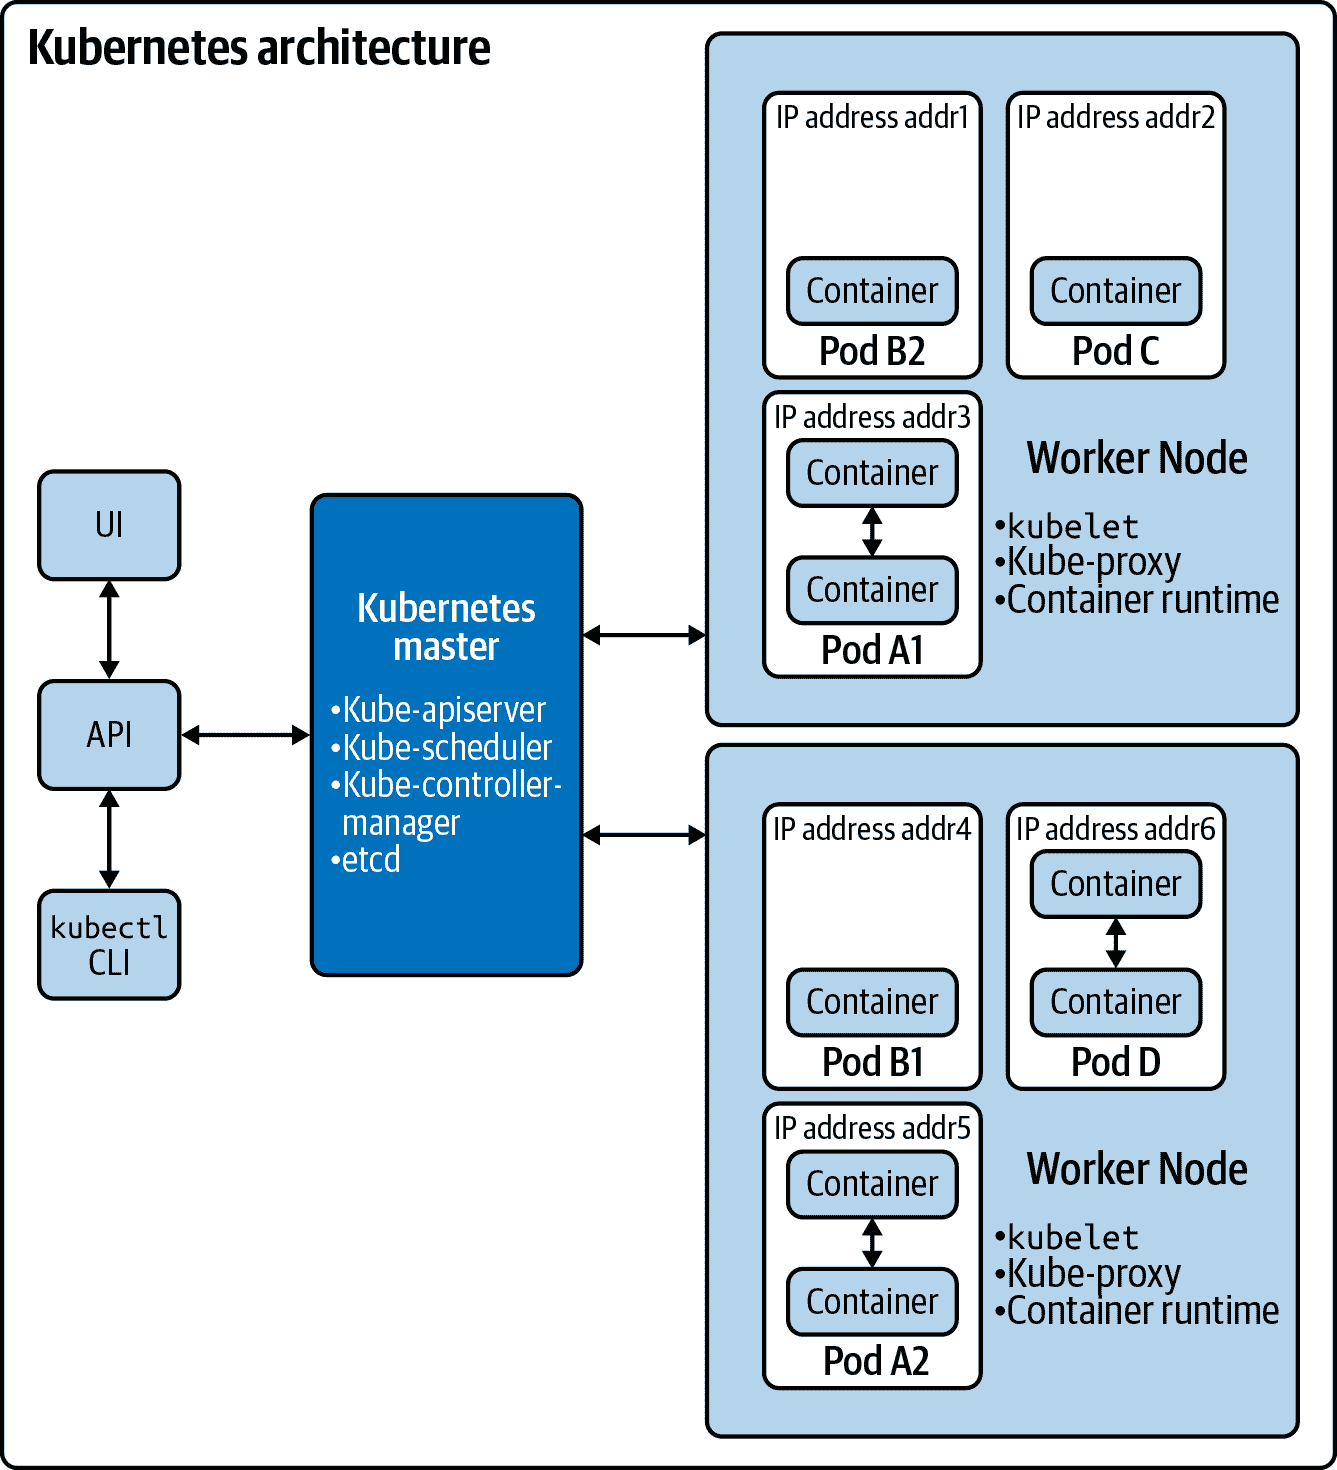 Kubernetes architecture
UI
API
kubectl
CLI
Kubernetes
master
•Kube-apiserver
•Kube-scheduler
•Kube-controller-
manager
•etcd
IP address addr1
Container
Pod B2
IP address addr2
Container
Pod C
IP address addr3
Container
Container
Pod A1
Worker Node
•kubelet
•Kube-proxy
•Container runtime
IP address addr4
Container
Pod B1
IP address addr6
Container
Container
Pod D
IP address addr5
Container
Container
Pod A2
Worker Node
•kubelet
•Kube-proxy
•Container runtime